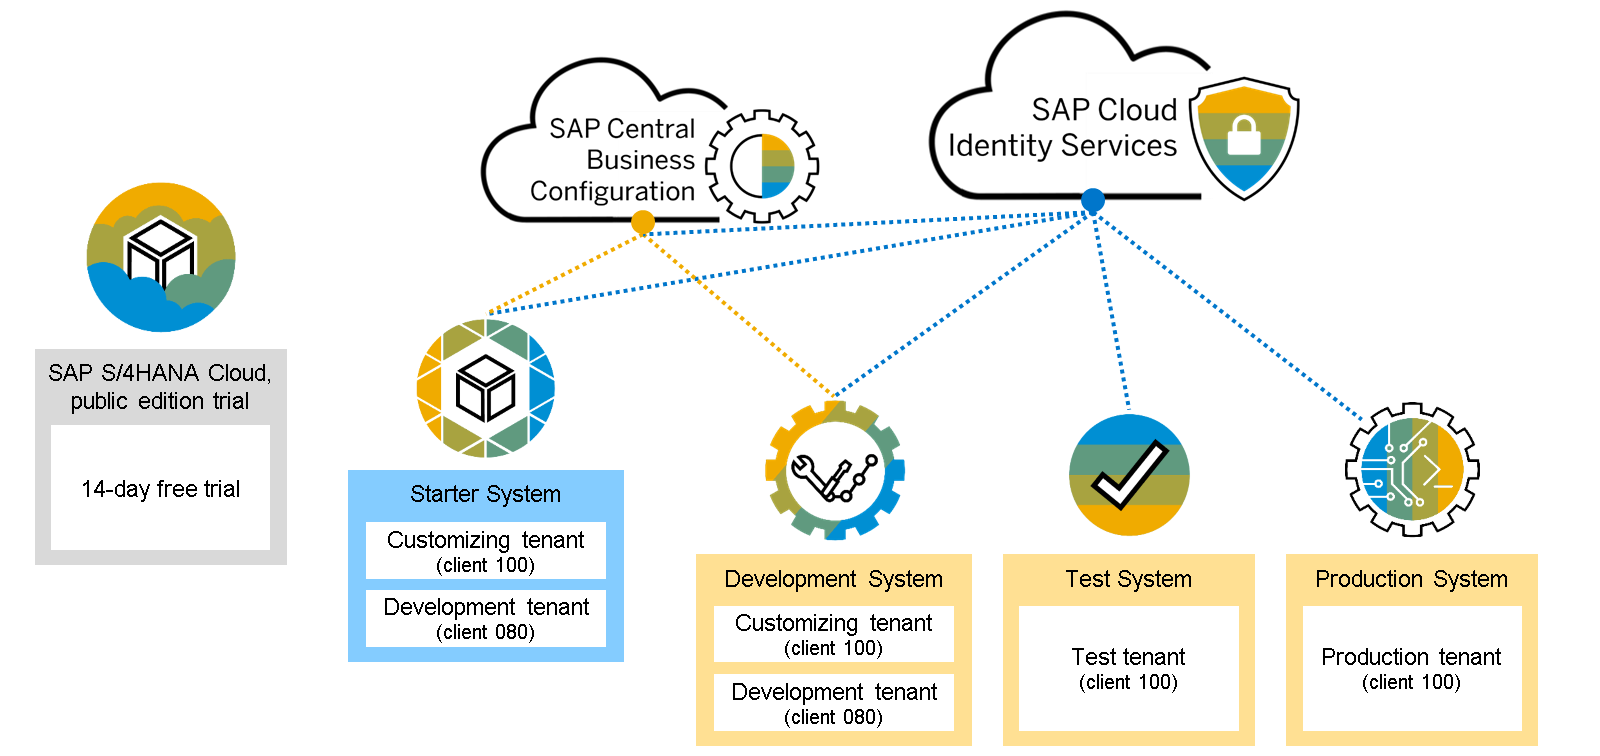 SAP Central
Business
Configuration
SAP Cloud
Identity Services
SAP S/4HANA Cloud,
public edition trial
14-day free trial
Starter System
Customizing tenant
(client 100)
Development tenant
(client 080)
Development System
Customizing tenant
(client 100)
Development tenant
(client 080)
Test System
Test tenant
(client 100)
Production System
Production tenant
(client 100)